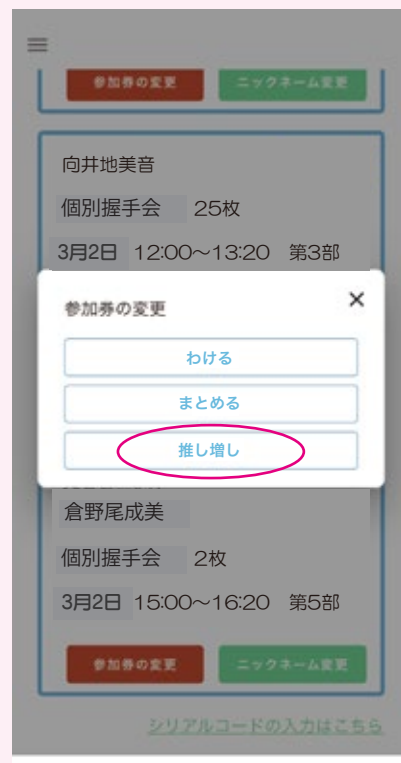 参加券の変更 ニックネーム変更
向井地美音
個別握手会 25枚
3月2日 12:00〜13:20 第3部
参加券の変更 ×
わける
まとめる
推し増し
倉野尾成美
個別握手会 2枚
3月2日 15:00〜16:20 第5部
参加券の変更 ニックネーム変更
シリアルコードの入力はこちら